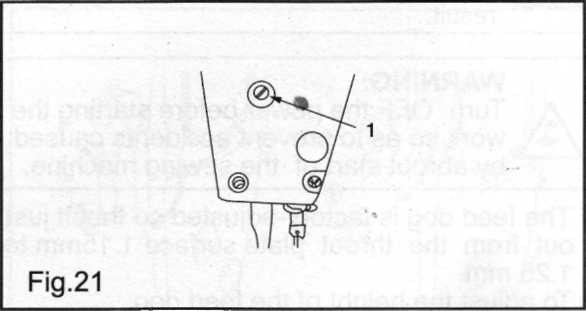 result.
WARNING:
Turn OFF the power before starting the
1
work so as to prevent accidents caused
by start of the sewing machine.
The feed dog is factory-adjusted so that it just
out from the throat plate surface 1.15mm to
1.25 mm
To adjust the height of the feed dog
Fig.21